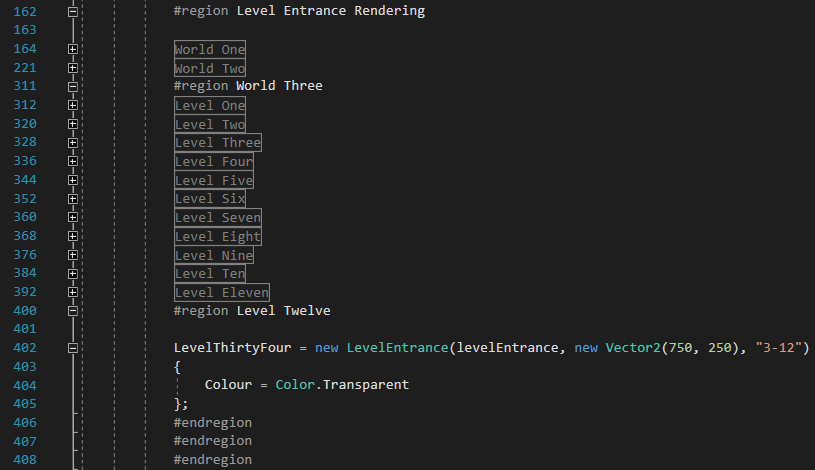 162 #region Level Entrance Rendering
163
164 World One
221 World Two
311 #region World Three
312 Level One
320 Level Two
328 Level Three
336 Level Four
344 Level Five
352 Level Six
360 Level Seven
368 Level Eight
376 Level Nine
384 Level Ten
392 Level Eleven
400 #region Level Twelve
401
402 LevelThirtyFour = new LevelEntrance(levelEntrance, new Vector2(750, 250), "3-12")
403 {
404 Colour = Color.Transparent
405 };
406 #endregion
407 #endregion
408 #endregion